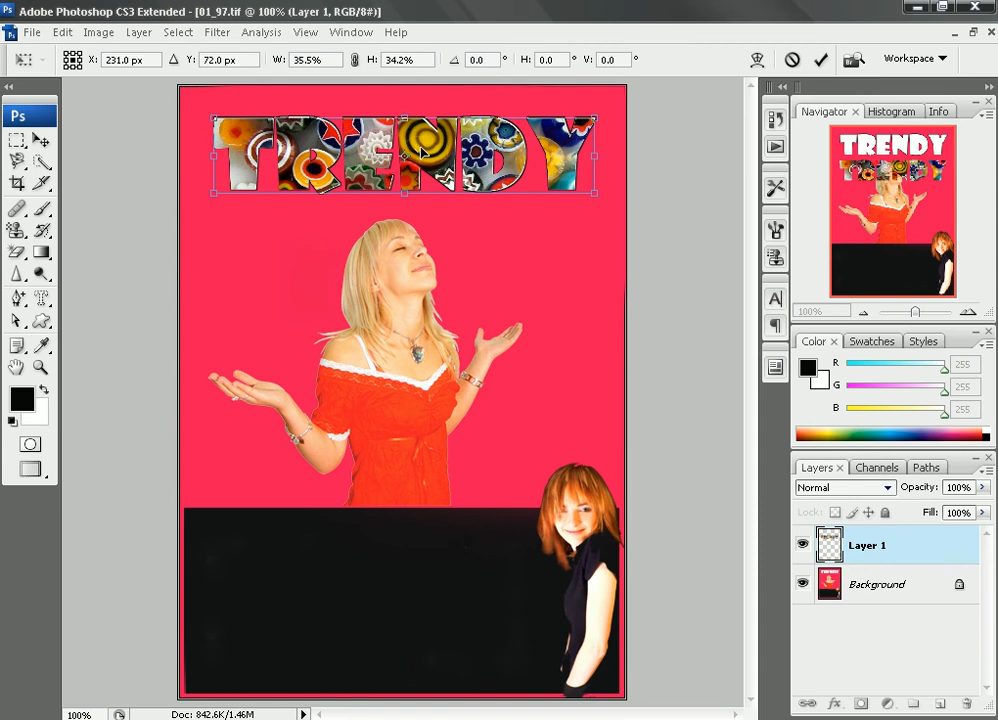 Ps Adobe Photoshop CS3 Extended - [01_97.tif @ 100% (Layer 1, RGB/8#)]
File Edit Image Layer Select Filter Analysis View Window Help
X: 231.0 px Y: 72.0 px W: 35.5% H: 34.2% 0.0 ° H: 0.0 ° V: 0.0 ° Workspace
Ps
TRENDY
Navigator Histogram Info
TRENDY
TRENDY
100%
Color Swatches Styles
R 255
G 255
B 255
Layers Channels Paths
Normal Opacity: 100%
Lock: Fill: 100%
Layer 1
Background
100% Doc: 842.6K/1.46M